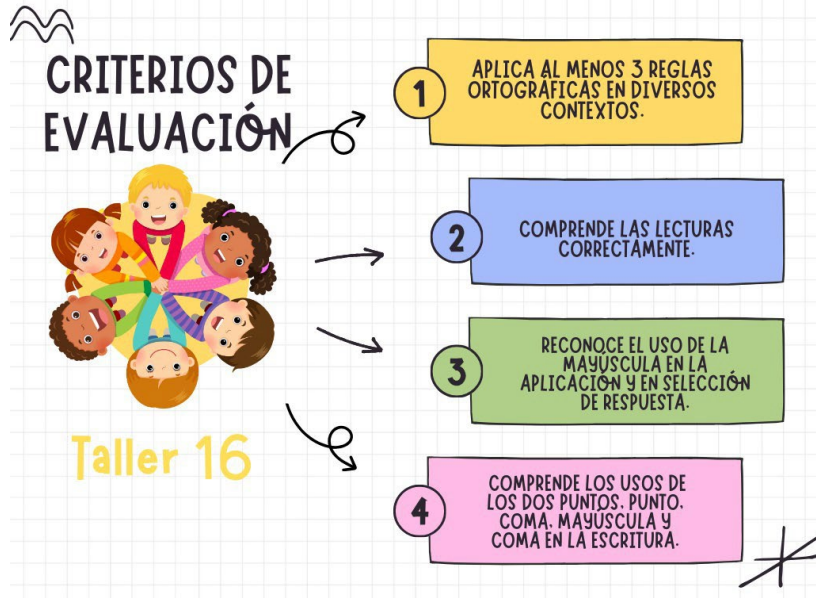 CRITERIOS DE
EVALUACIÓN
Taller 16
1
APLICA AL MENOS 3 REGLAS
ORTOGRÁFICAS EN DIVERSOS
CONTEXTOS.
2
COMPRENDE LAS LECTURAS
CORRECTAMENTE.
3
RECONOCE EL USO DE LA
MAYÚSCULA EN LA
APLICACIÓN Y EN SELECCIÓN
DE RESPUESTA.
4
COMPRENDE LOS USOS DE
LOS DOS PUNTOS, PUNTO,
COMA, MAYÚSCULA Y
COMA EN LA ESCRITURA.